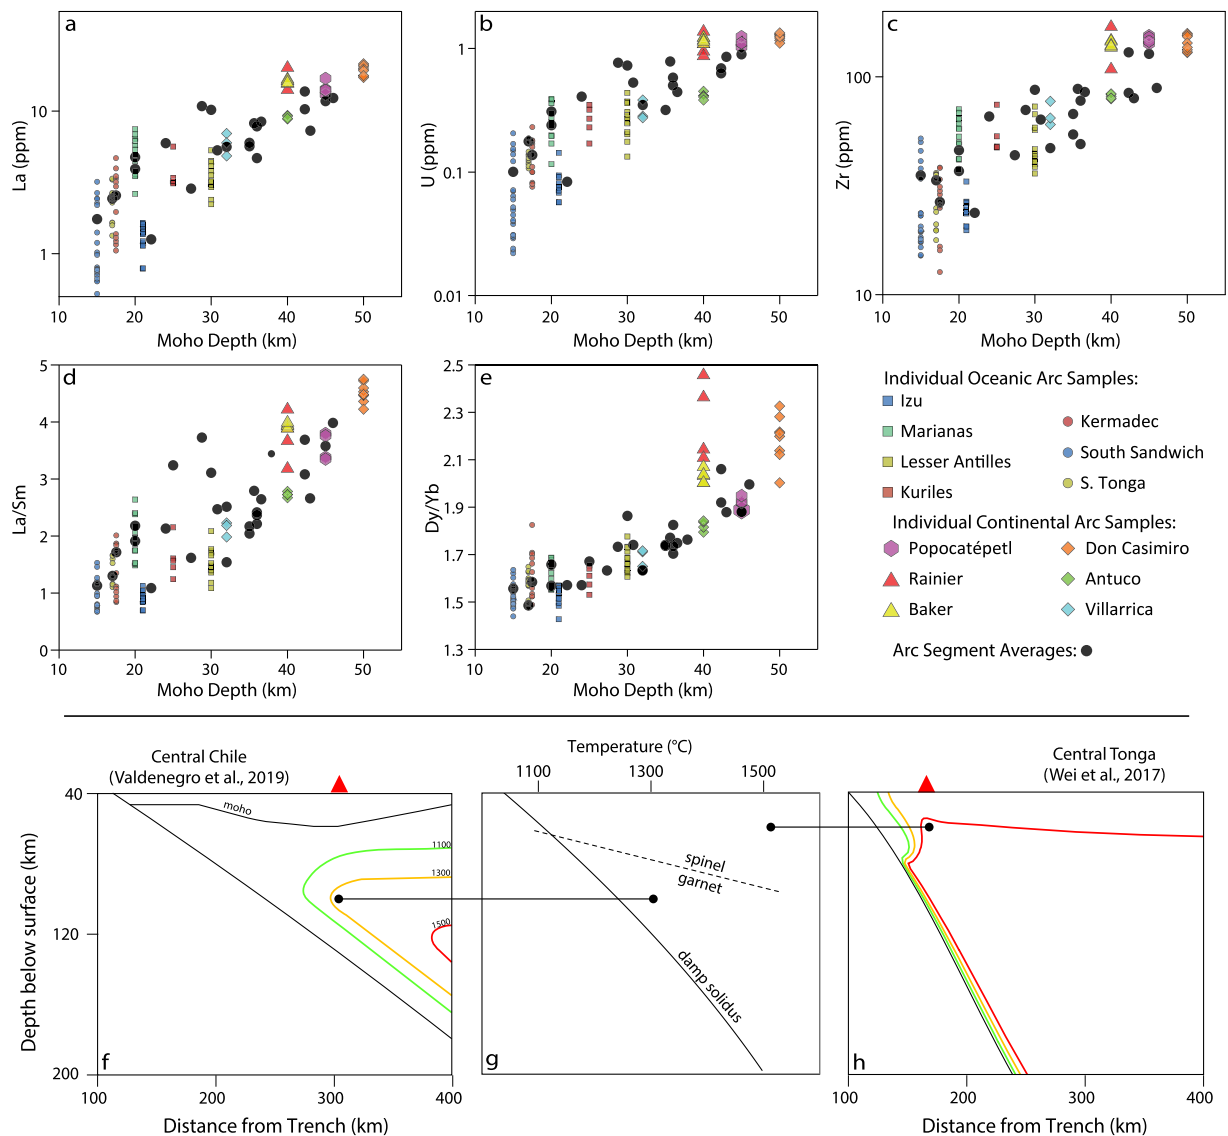 a
La (ppm)
10
1
10 20 30 40 50
Moho Depth (km)
b
U (ppm)
1
0.1
0.01
10 20 30 40 50
Moho Depth (km)
c
Zr (ppm)
100
10
10 20 30 40 50
Moho Depth (km)
d
La/Sm
5
4
3
2
1
0
10 20 30 40 50
Moho Depth (km)
e
Dy/Yb
2.5
2.3
2.1
1.9
1.7
1.5
1.3
10 20 30 40 50
Moho Depth (km)
Individual Oceanic Arc Samples:
Izu
Marianas
Lesser Antilles
Kuriles
Kermadec
South Sandwich
S. Tonga
Individual Continental Arc Samples:
Popocatépetl
Rainier
Baker
Don Casimiro
Antuco
Villarrica
Arc Segment Averages:
Central Chile
(Valdenegro et al., 2019)
Depth below surface (km)
40
120
200
moho
1100
1300
1500
f
100 200 300 400
Distance from Trench (km)
Temperature (°C)
1100 1300 1500
spinel
garnet
damp solidus
g
Central Tonga
(Wei et al., 2017)
h
100 200 300 400
Distance from Trench (km)